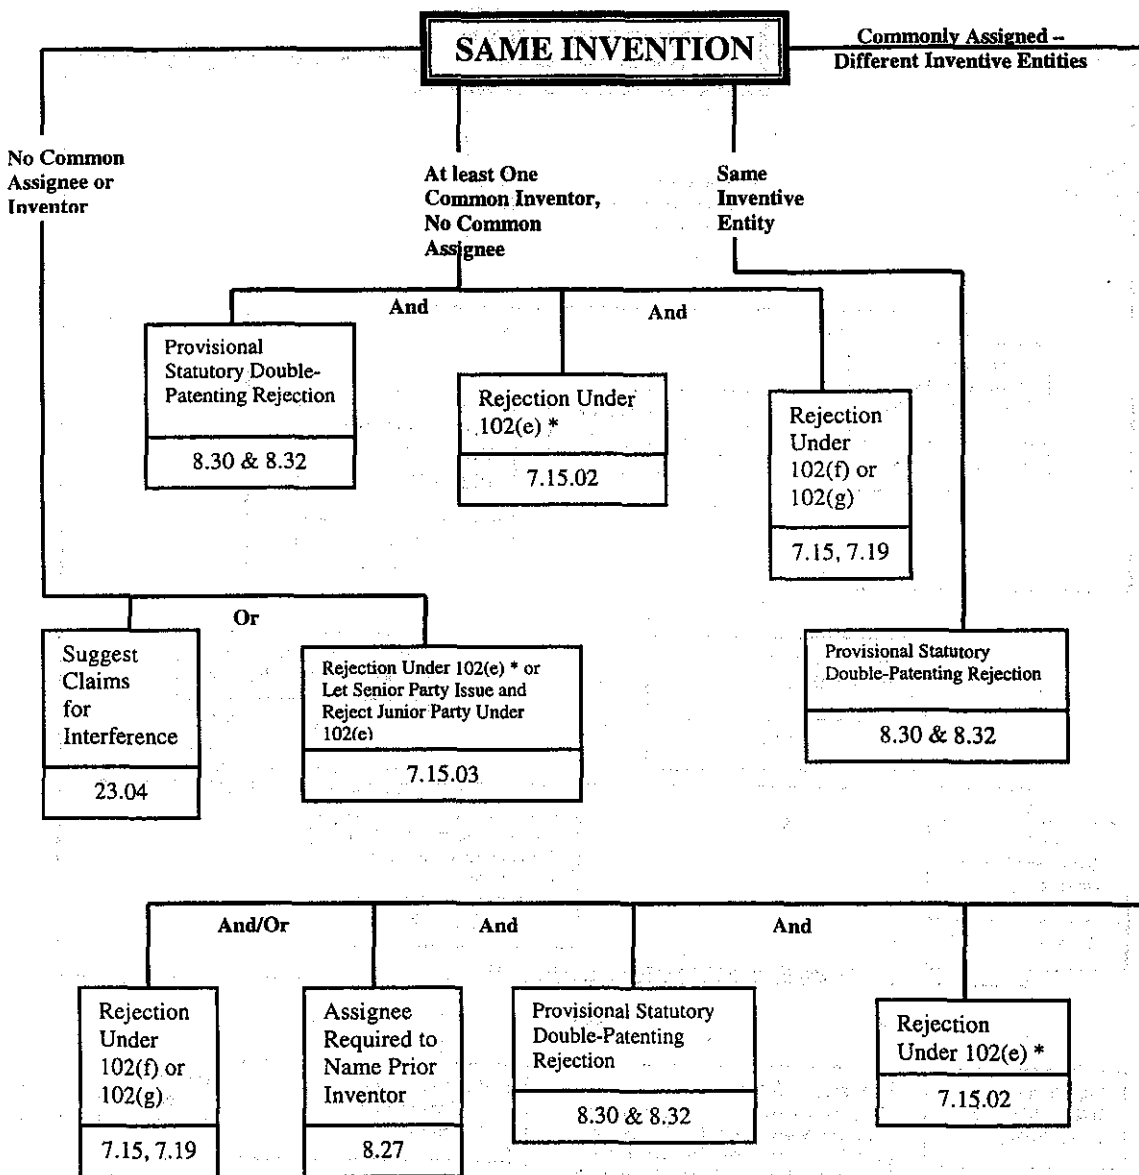 SAME INVENTION
Commonly Assigned –
Different Inventive Entities
No Common
Assignee or
Inventor
At least One
Common Inventor,
No Common
Assignee
Same
Inventive
Entity
And
And
Provisional
Statutory Double-
Patenting Rejection
8.30 & 8.32
Rejection Under
102(e) *
7.15.02
Rejection
Under
102(f) or
102(g)
7.15, 7.19
Or
Suggest
Claims
for
Interference
23.04
Rejection Under 102(e) * or
Let Senior Party Issue and
Reject Junior Party Under
102(e)
7.15.03
Provisional Statutory
Double-Patenting Rejection
8.30 & 8.32
And/Or
And
And
Rejection
Under
102(f) or
102(g)
7.15, 7.19
Assignee
Required to
Name Prior
Inventor
8.27
Provisional Statutory
Double-Patenting
Rejection
8.30 & 8.32
Rejection
Under 102(e) *
7.15.02